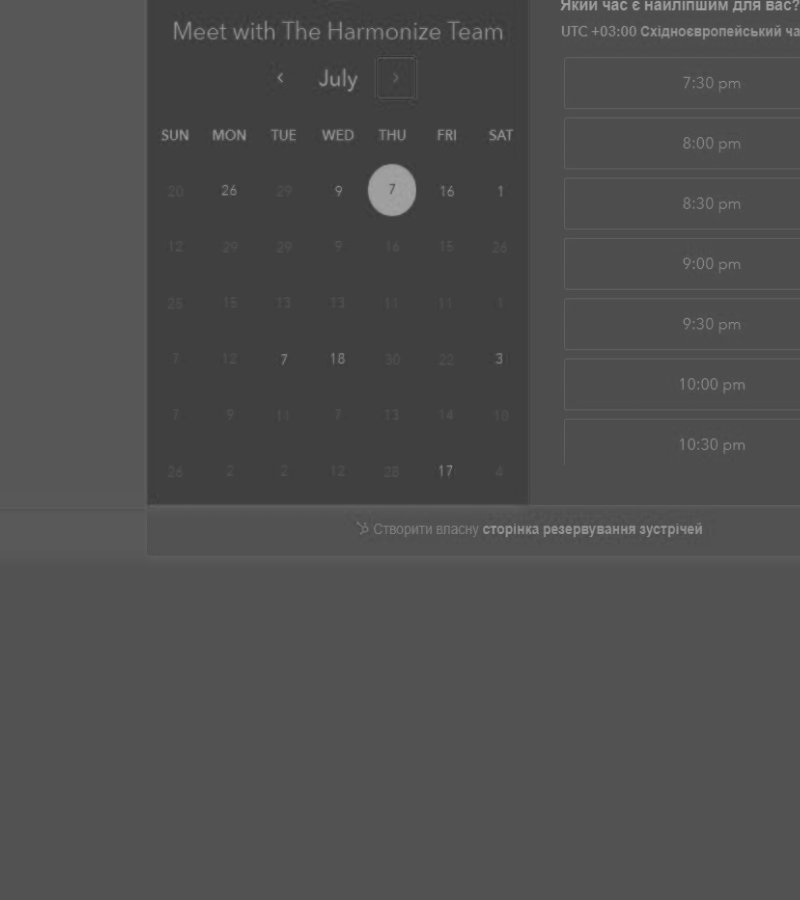 Meet with The Harmonize Team
July
SUN MON TUE WED THU FRI SAT
20 26 29 9 7 16 1
12 29 29 9 16 15 26
25 15 13 13 11 11 1
7 12 7 18 30 22 3
7 9 11 7 13 14 10
26 2 2 12 28 17 4
Який час є найліпшим для вас?
UTC +03:00 Східноєвропейський ча
7:30 pm
8:00 pm
8:30 pm
9:00 pm
9:30 pm
10:00 pm
10:30 pm
Створити власну сторінка резервування зустрічей